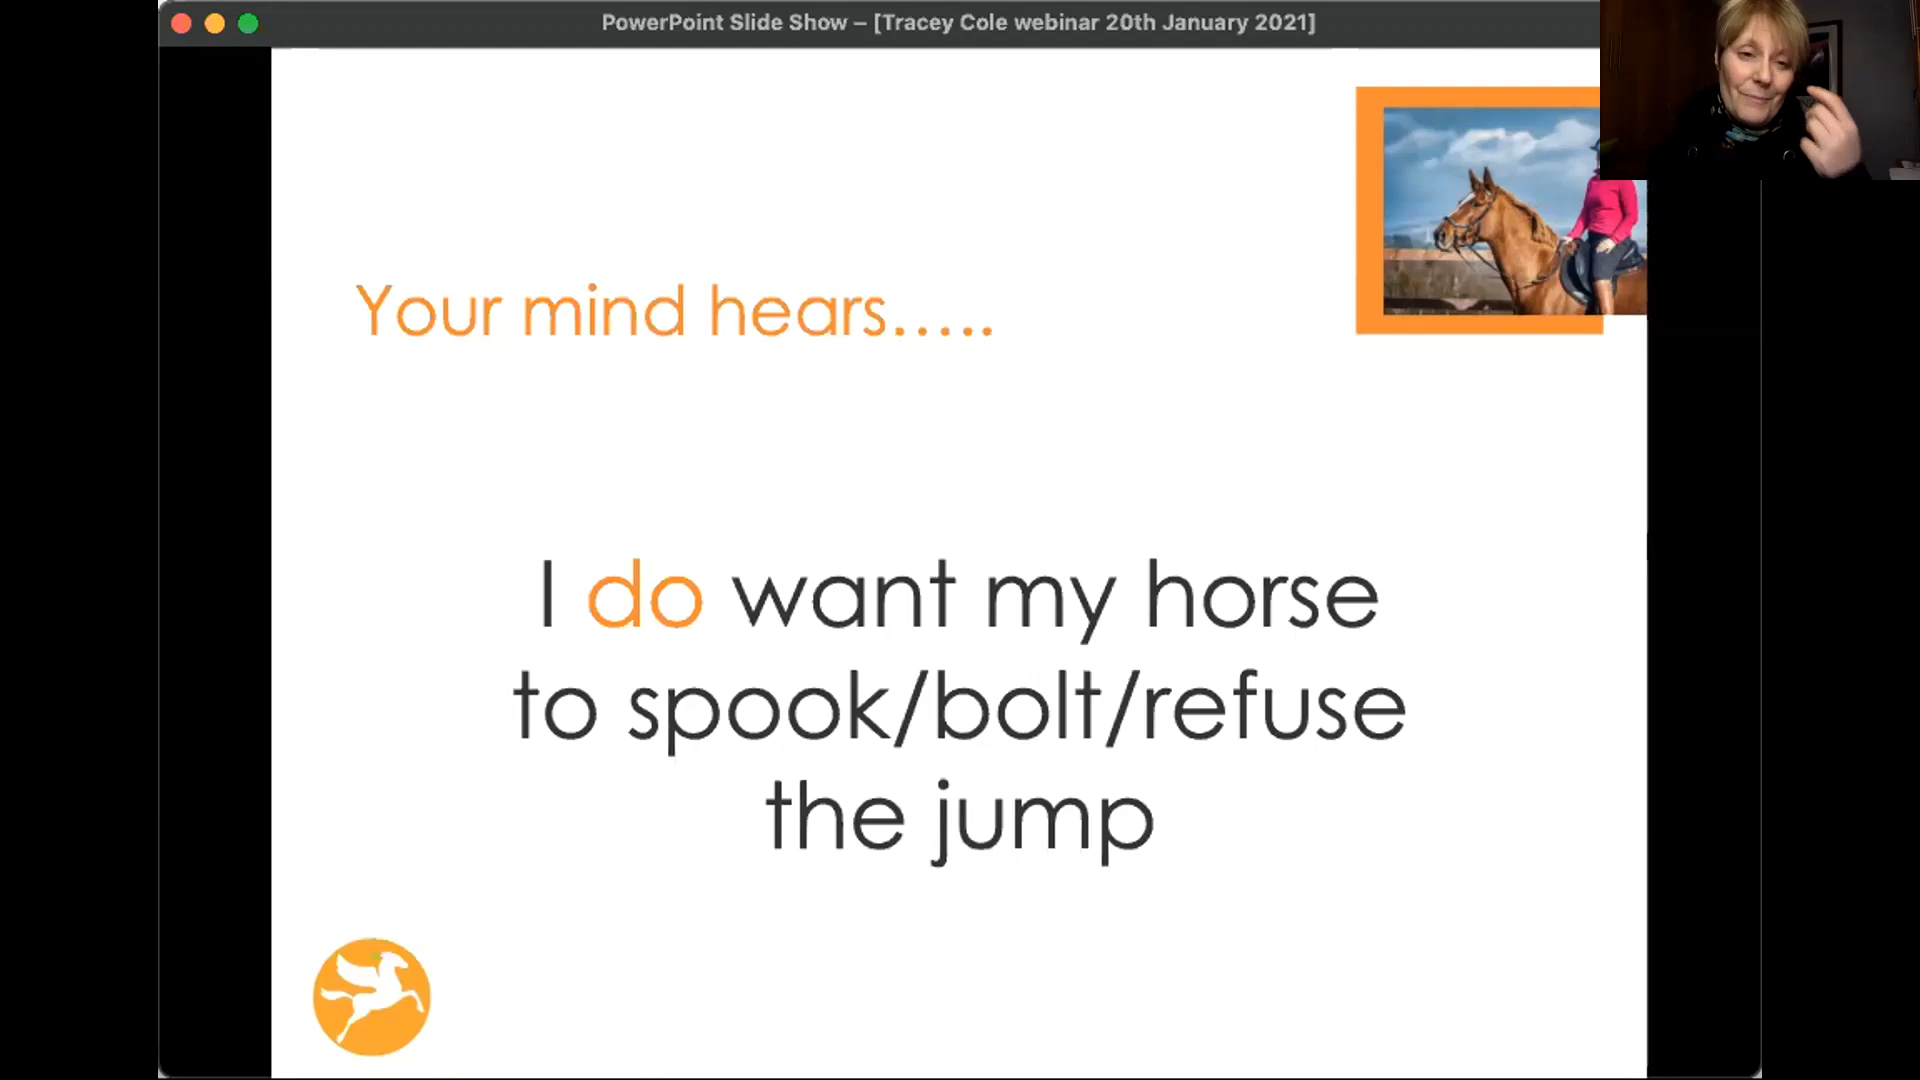 PowerPoint Slide Show – [Tracey Cole webinar 20th January 2021]
Your mind hears.....
I do want my horse
to spook/bolt/refuse
the jump